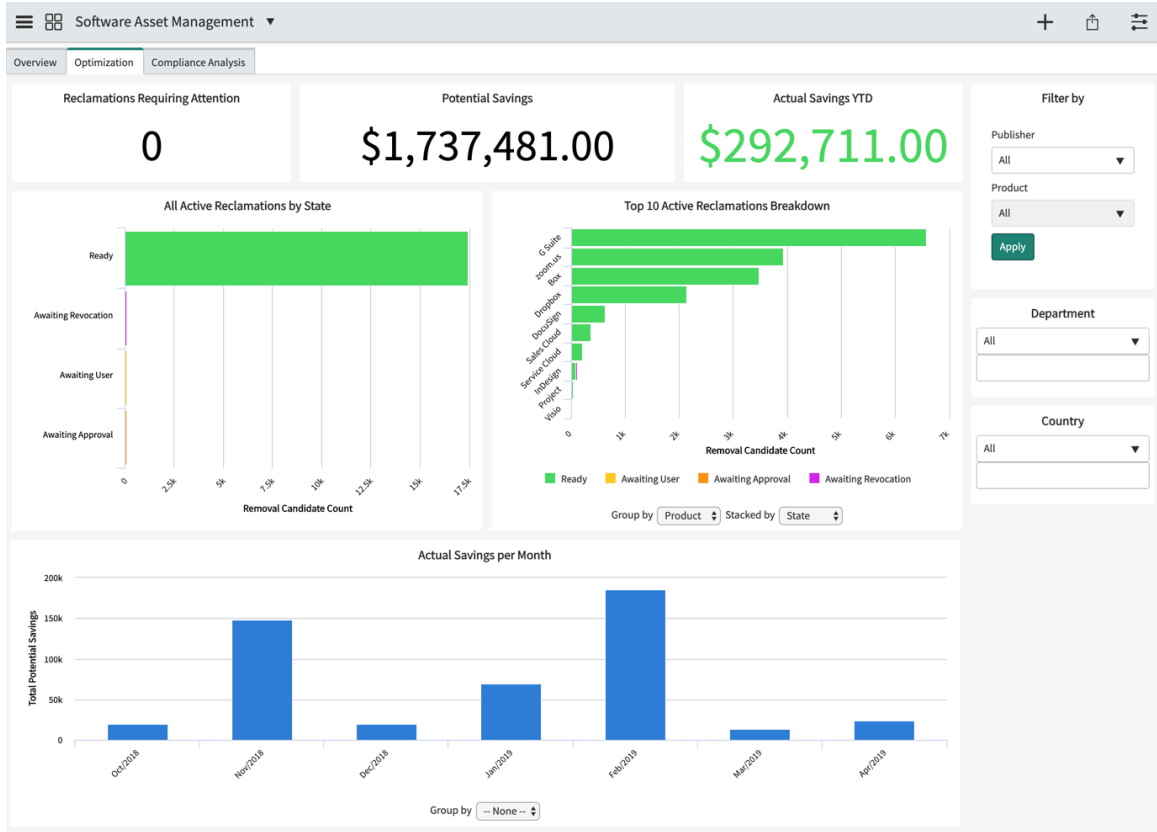 Software Asset Management ▼
Overview
Optimization
Compliance Analysis
Reclamations Requiring Attention
0
Potential Savings
$1,737,481.00
Actual Savings YTD
$292,711.00
Filter by
Publisher
All
Product
All
Apply
Department
All
Country
All
All Active Reclamations by State
Ready
Awaiting Revocation
Awaiting User
Awaiting Approval
0 2.5k 5k 7.5k 10k 12.5k 15k 17.5k
Removal Candidate Count
Top 10 Active Reclamations Breakdown
G Suite
zoom.us
Box
Dropbox
DocuSign
Sales Cloud
Service Cloud
InDesign
Project
Visio
0 1k 2k 3k 4k 5k 6k 7k
Removal Candidate Count
Ready Awaiting User Awaiting Approval Awaiting Revocation
Group by Product Stacked by State
Actual Savings per Month
Total Potential Savings
200k
150k
100k
50k
0
Oct/2018 Nov/2018 Dec/2018 Jan/2019 Feb/2019 Mar/2019 Apr/2019
Group by -- None --